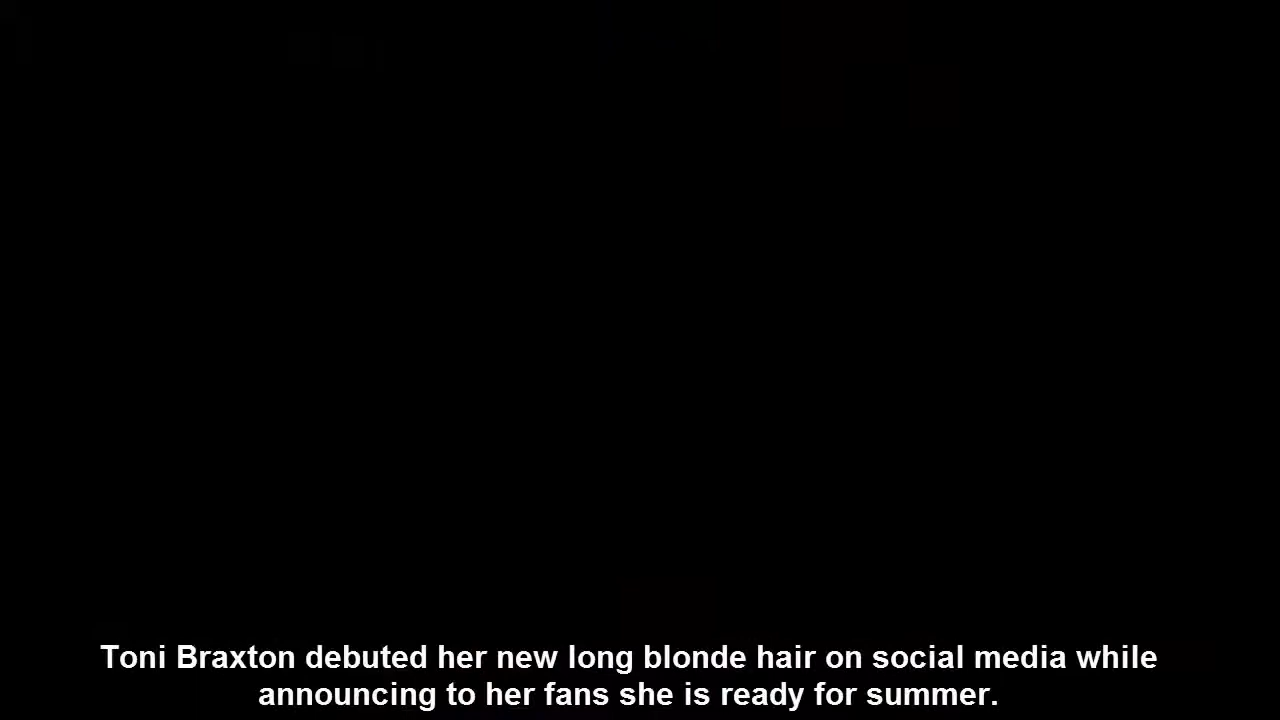 Toni Braxton debuted her new long blonde hair on social media while
announcing to her fans she is ready for summer.